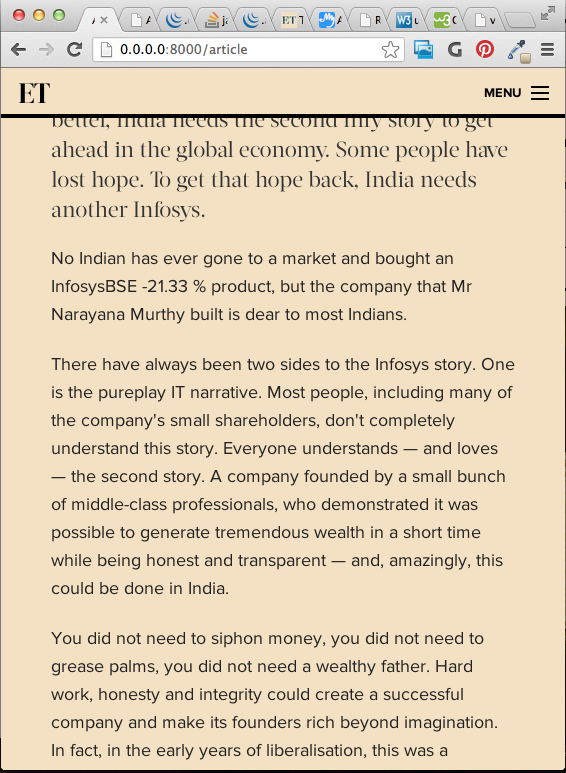 A
A
.
ja
.
ET T
A
R
W3 u
w3 C
v
0.0.0.0:8000/article
G
ET
MENU
better, India needs the second Infy story to get
ahead in the global economy. Some people have
lost hope. To get that hope back, India needs
another Infosys.
No Indian has ever gone to a market and bought an
InfosysBSE -21.33 % product, but the company that Mr
Narayana Murthy built is dear to most Indians.
There have always been two sides to the Infosys story. One
is the pureplay IT narrative. Most people, including many of
the company's small shareholders, don't completely
understand this story. Everyone understands — and loves
— the second story. A company founded by a small bunch
of middle-class professionals, who demonstrated it was
possible to generate tremendous wealth in a short time
while being honest and transparent — and, amazingly, this
could be done in India.
You did not need to siphon money, you did not need to
grease palms, you did not need a wealthy father. Hard
work, honesty and integrity could create a successful
company and make its founders rich beyond imagination.
In fact, in the early years of liberalisation, this was a